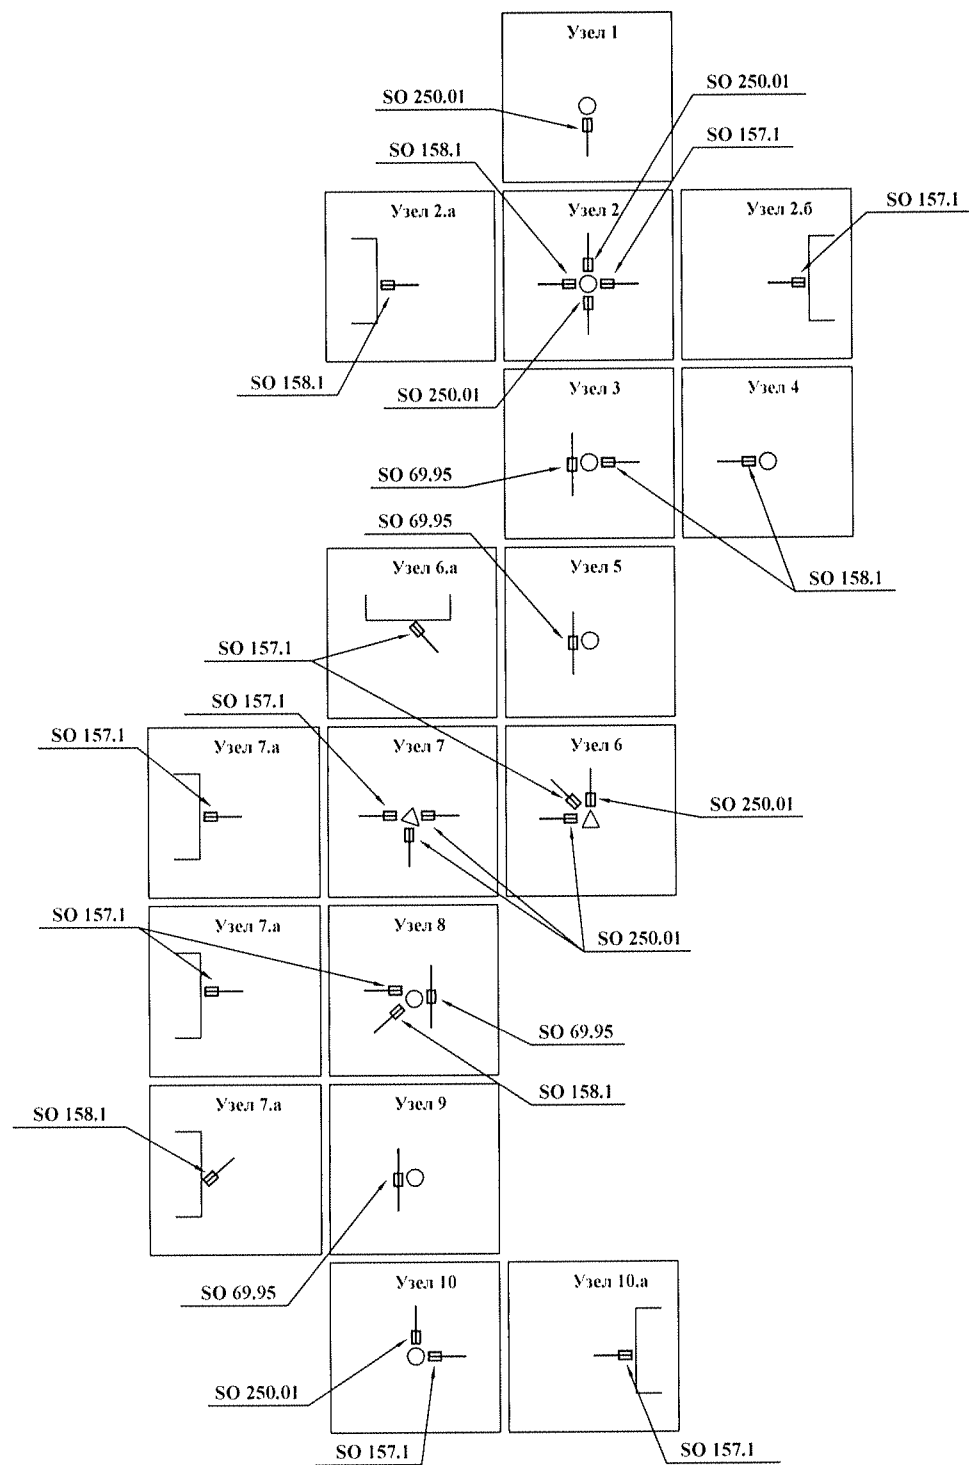 Узел 1
SO 250.01
SO 250.01
SO 158.1
SO 157.1
Узел 2.а
Узел 2
Узел 2.б
SO 157.1
SO 158.1
SO 250.01
Узел 3
Узел 4
SO 69.95
SO 69.95
SO 158.1
Узел 6.а
Узел 5
SO 157.1
SO 157.1
SO 157.1
Узел 7.а
Узел 7
Узел 6
SO 250.01
SO 157.1
Узел 7.а
Узел 8
SO 250.01
SO 69.95
SO 158.1
SO 158.1
Узел 7.а
Узел 9
SO 69.95
Узел 10
Узел 10.а
SO 250.01
SO 157.1
SO 157.1